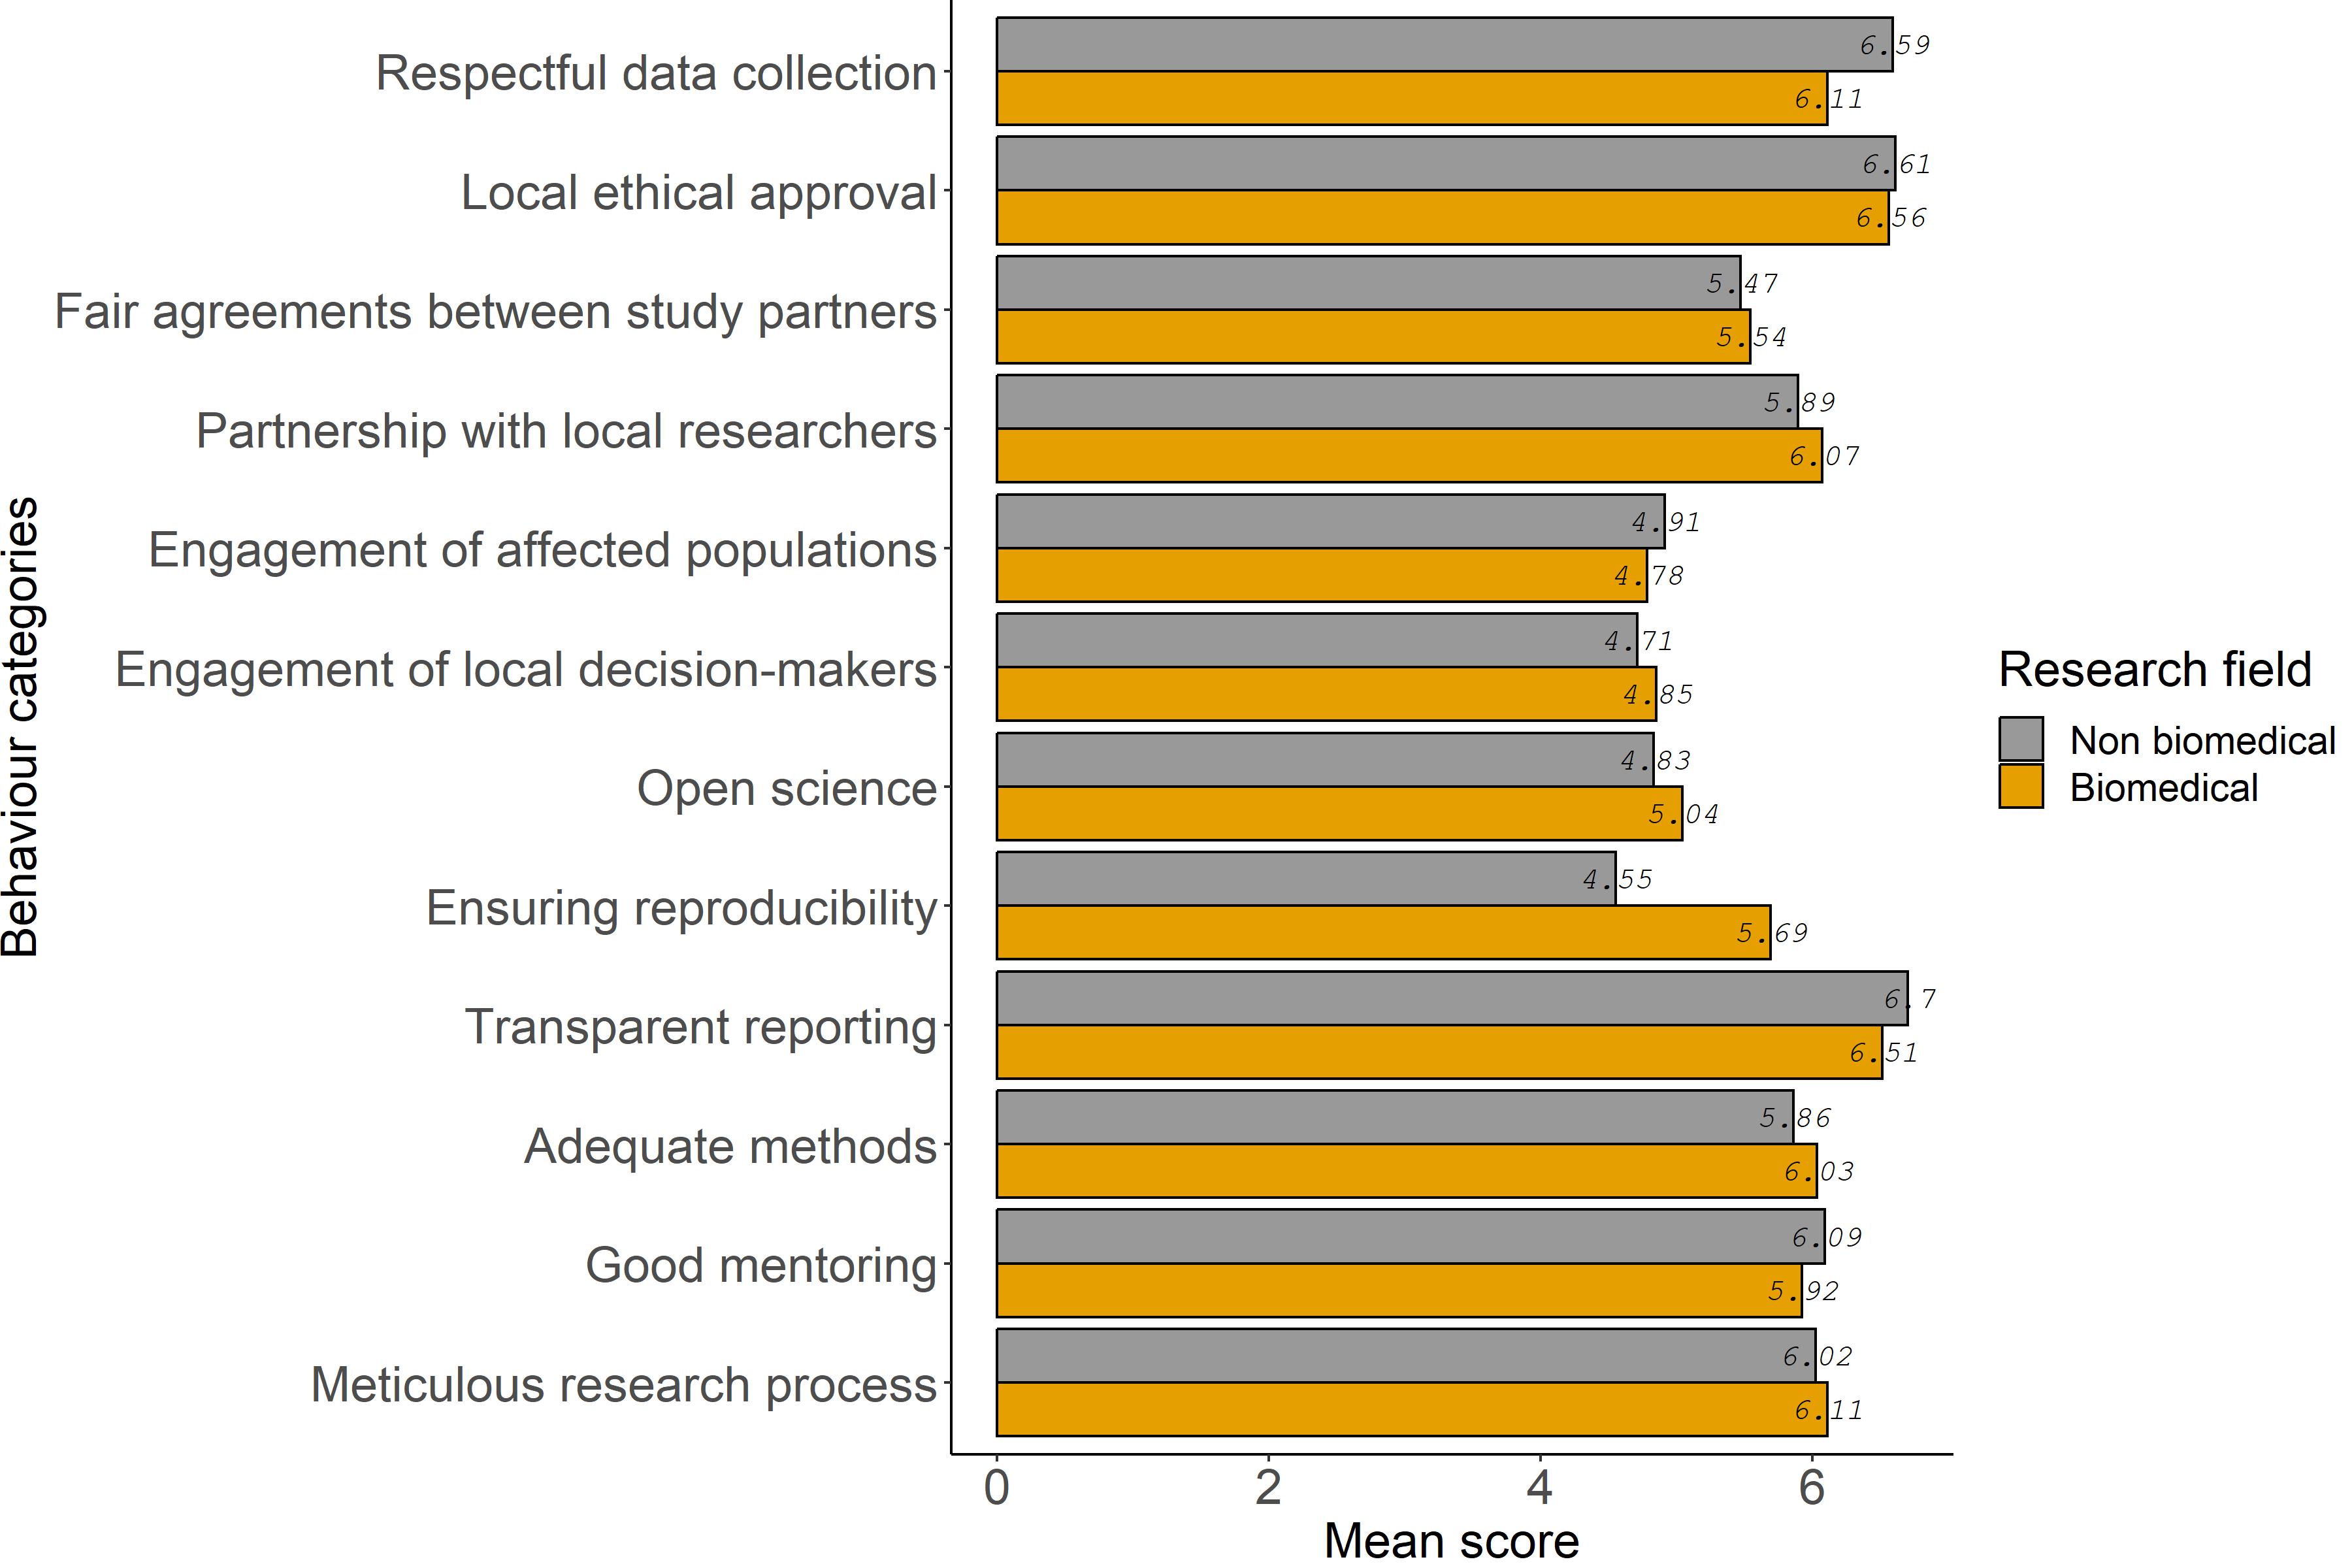 Respectful data collection
6.59
6.11
Local ethical approval
6.61
6.56
Fair agreements between study partners
5.47
5.54
Partnership with local researchers
5.89
6.07
Engagement of affected populations
4.91
4.78
Engagement of local decision-makers
4.71
4.85
Open science
4.83
5.04
Ensuring reproducibility
4.55
5.69
Transparent reporting
6.7
6.51
Adequate methods
5.86
6.03
Good mentoring
6.09
5.92
Meticulous research process
6.02
6.11
Behaviour categories
0 2 4 6
Mean score
Research field
Non biomedical
Biomedical